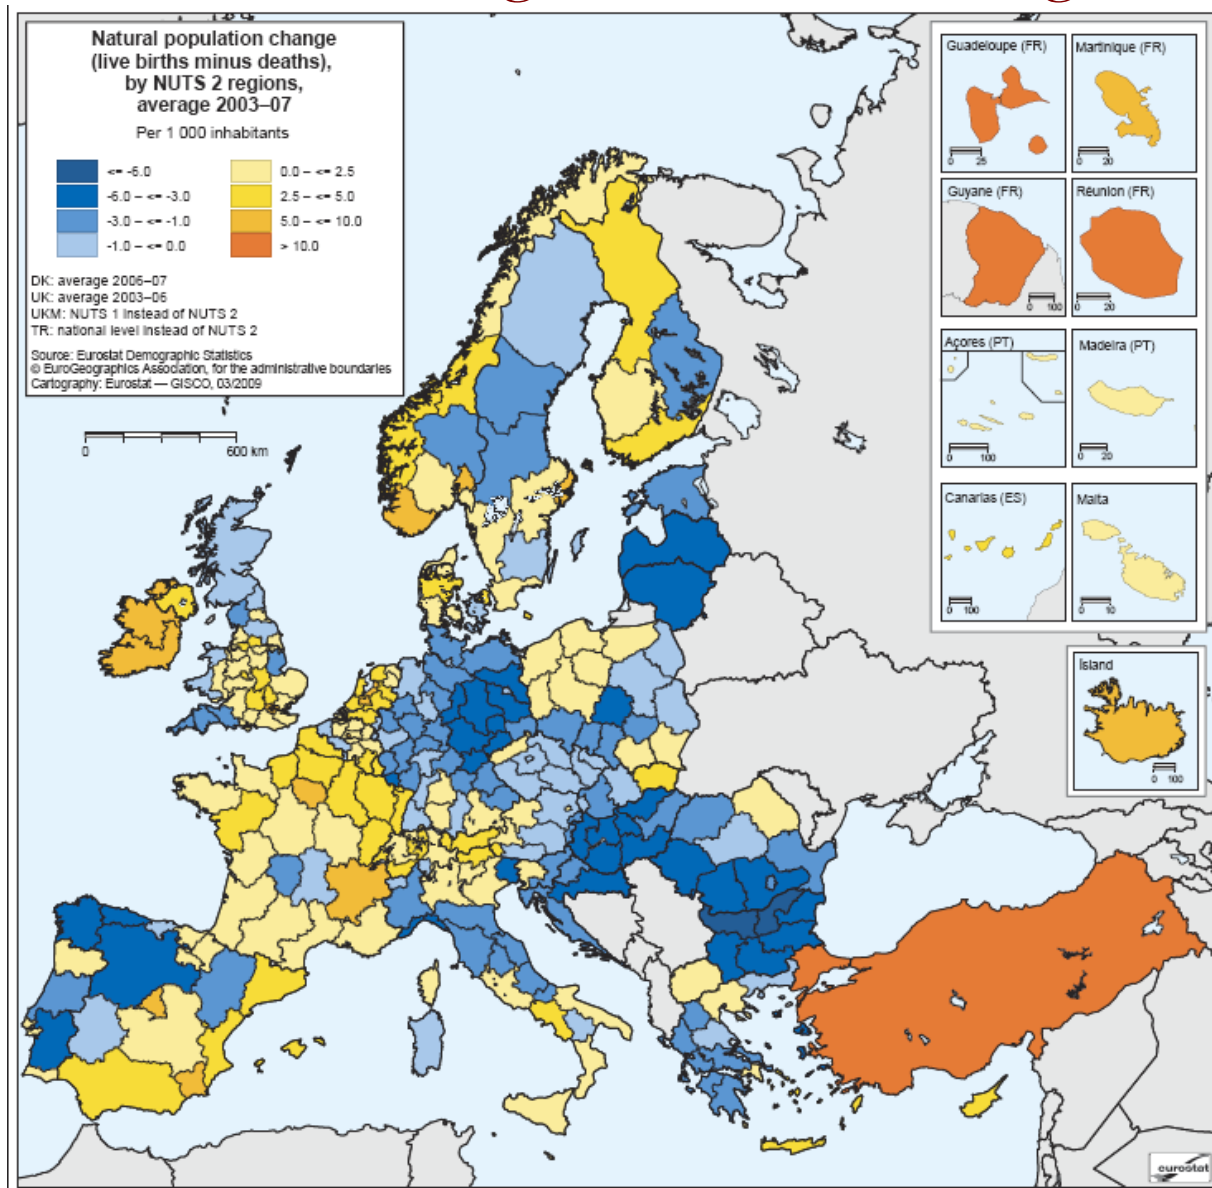 Natural population change
(live births minus deaths),
by NUTS 2 regions,
average 2003–07
Per 1 000 inhabitants
<= -6.0
-6.0 – <= -3.0
-3.0 – <= -1.0
-1.0 – <= 0.0
0.0 – <= 2.5
2.5 – <= 5.0
5.0 – <= 10.0
> 10.0
DK: average 2006–07
UK: average 2003–06
UKM: NUTS 1 instead of NUTS 2
TR: national level instead of NUTS 2
Source: Eurostat Demographic Statistics
© EuroGeographics Association, for the administrative boundaries
Cartography: Eurostat — GISCO, 03/2009
0 600 km
Guadeloupe (FR)
0 25
Martinique (FR)
0 20
Guyane (FR)
0 100
Réunion (FR)
0 20
Açores (PT)
0 100
Madeira (PT)
0 20
Canarias (ES)
0 100
Malta
0 10
Ísland
0 100
eurostat